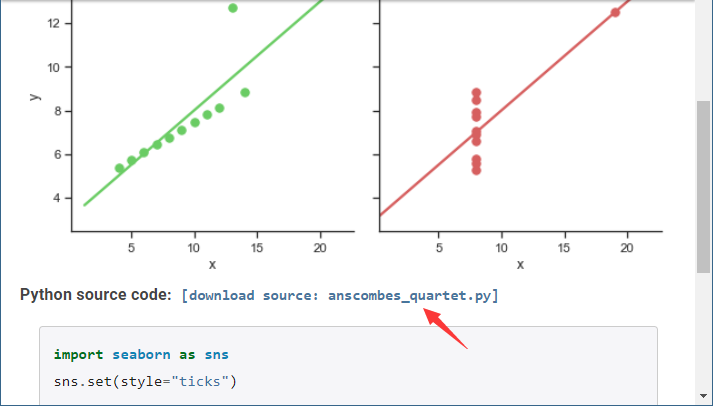 12
10
8
6
4
y
5 10 15 20
x
5 10 15 20
x
Python source code: [download source: anscombes_quartet.py]
import seaborn as sns
sns.set(style="ticks")